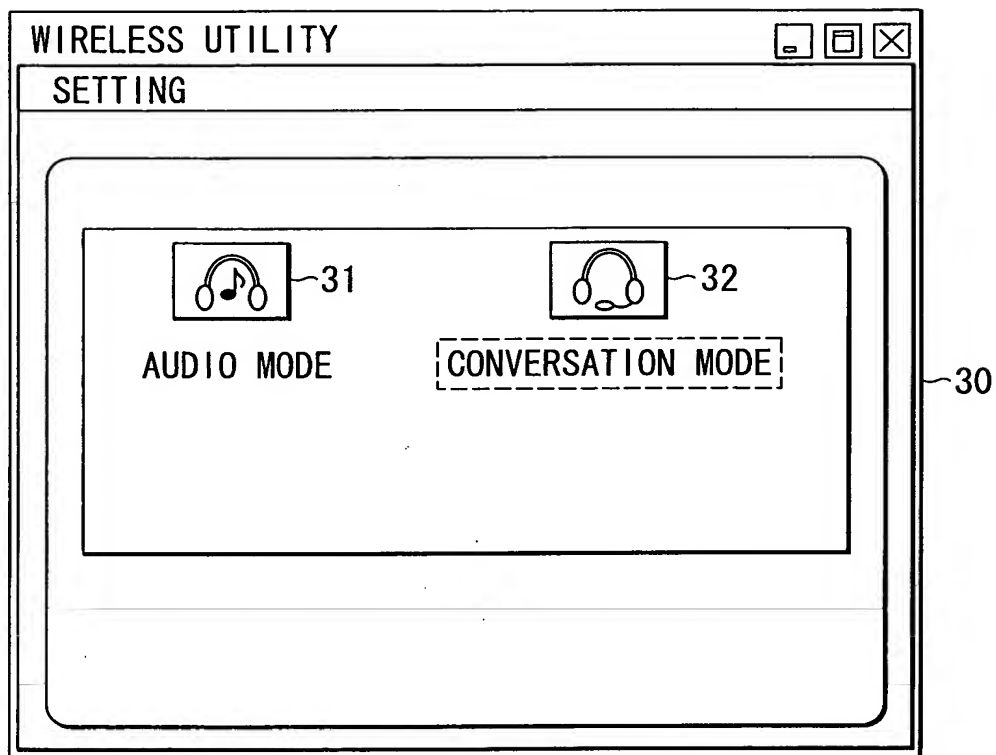 WIRELESS UTILITY
SETTING
31
32
AUDIO MODE
CONVERSATION MODE
30